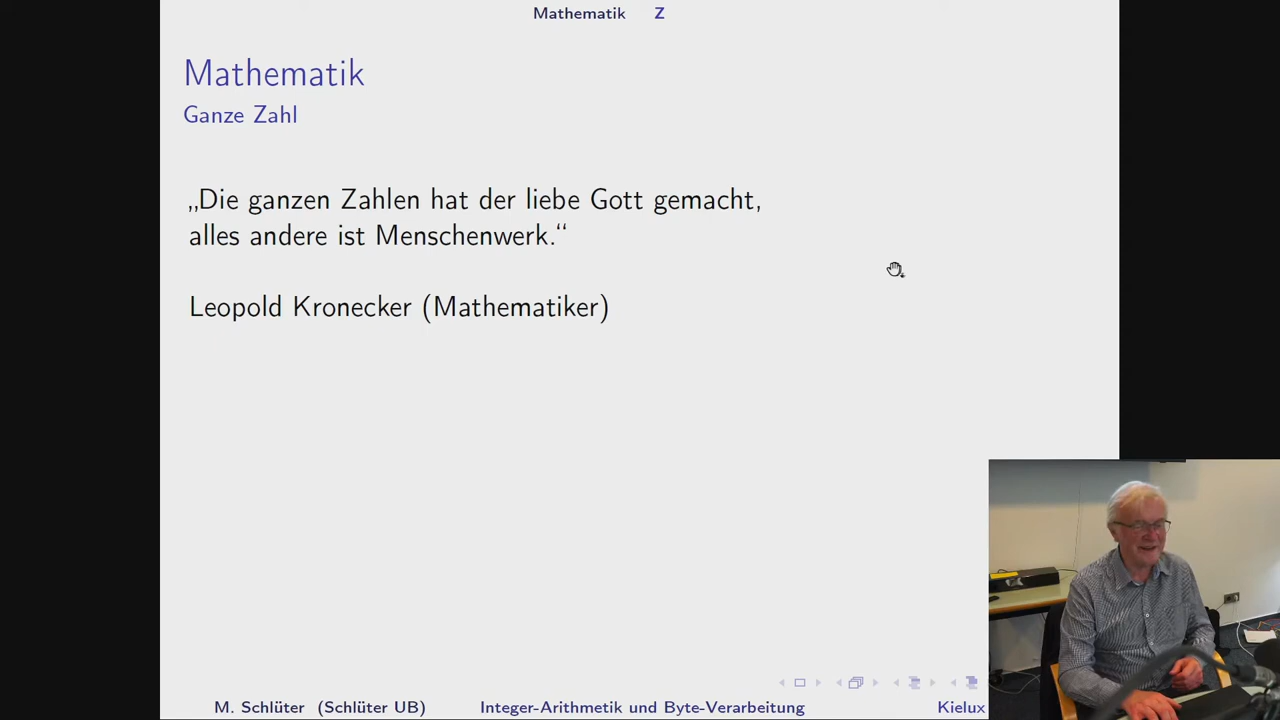 Mathematik Z
Mathematik
Ganze Zahl
„Die ganzen Zahlen hat der liebe Gott gemacht,
alles andere ist Menschenwerk.“
Leopold Kronecker (Mathematiker)
M. Schlüter (Schlüter UB) Integer-Arithmetik und Byte-Verarbeitung Kielux